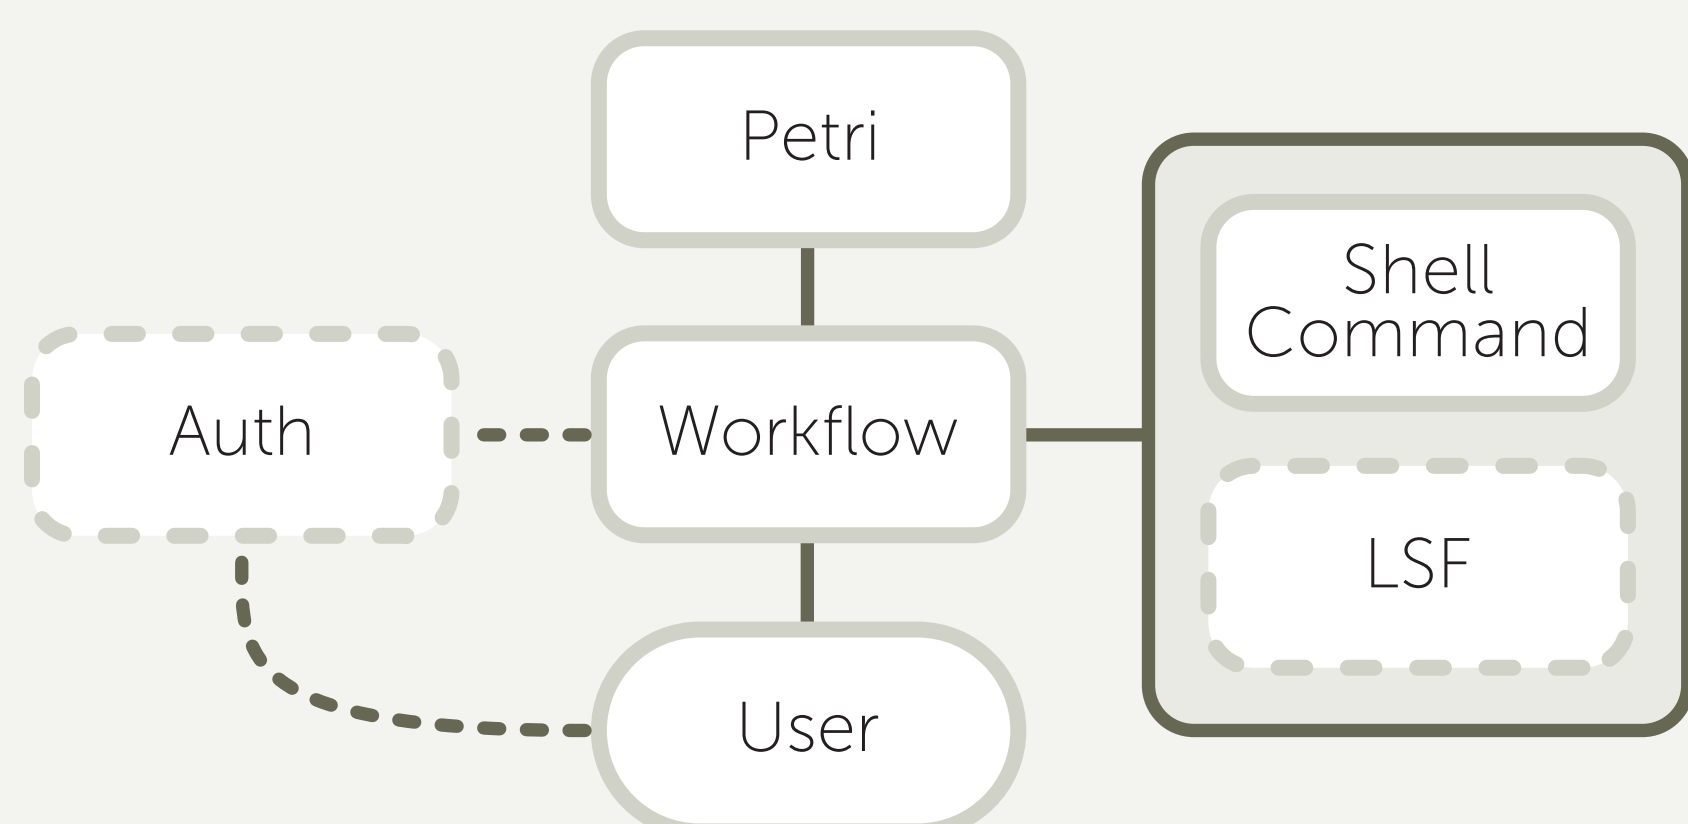 Petri
Shell
Command
Auth
Workflow
LSF
User